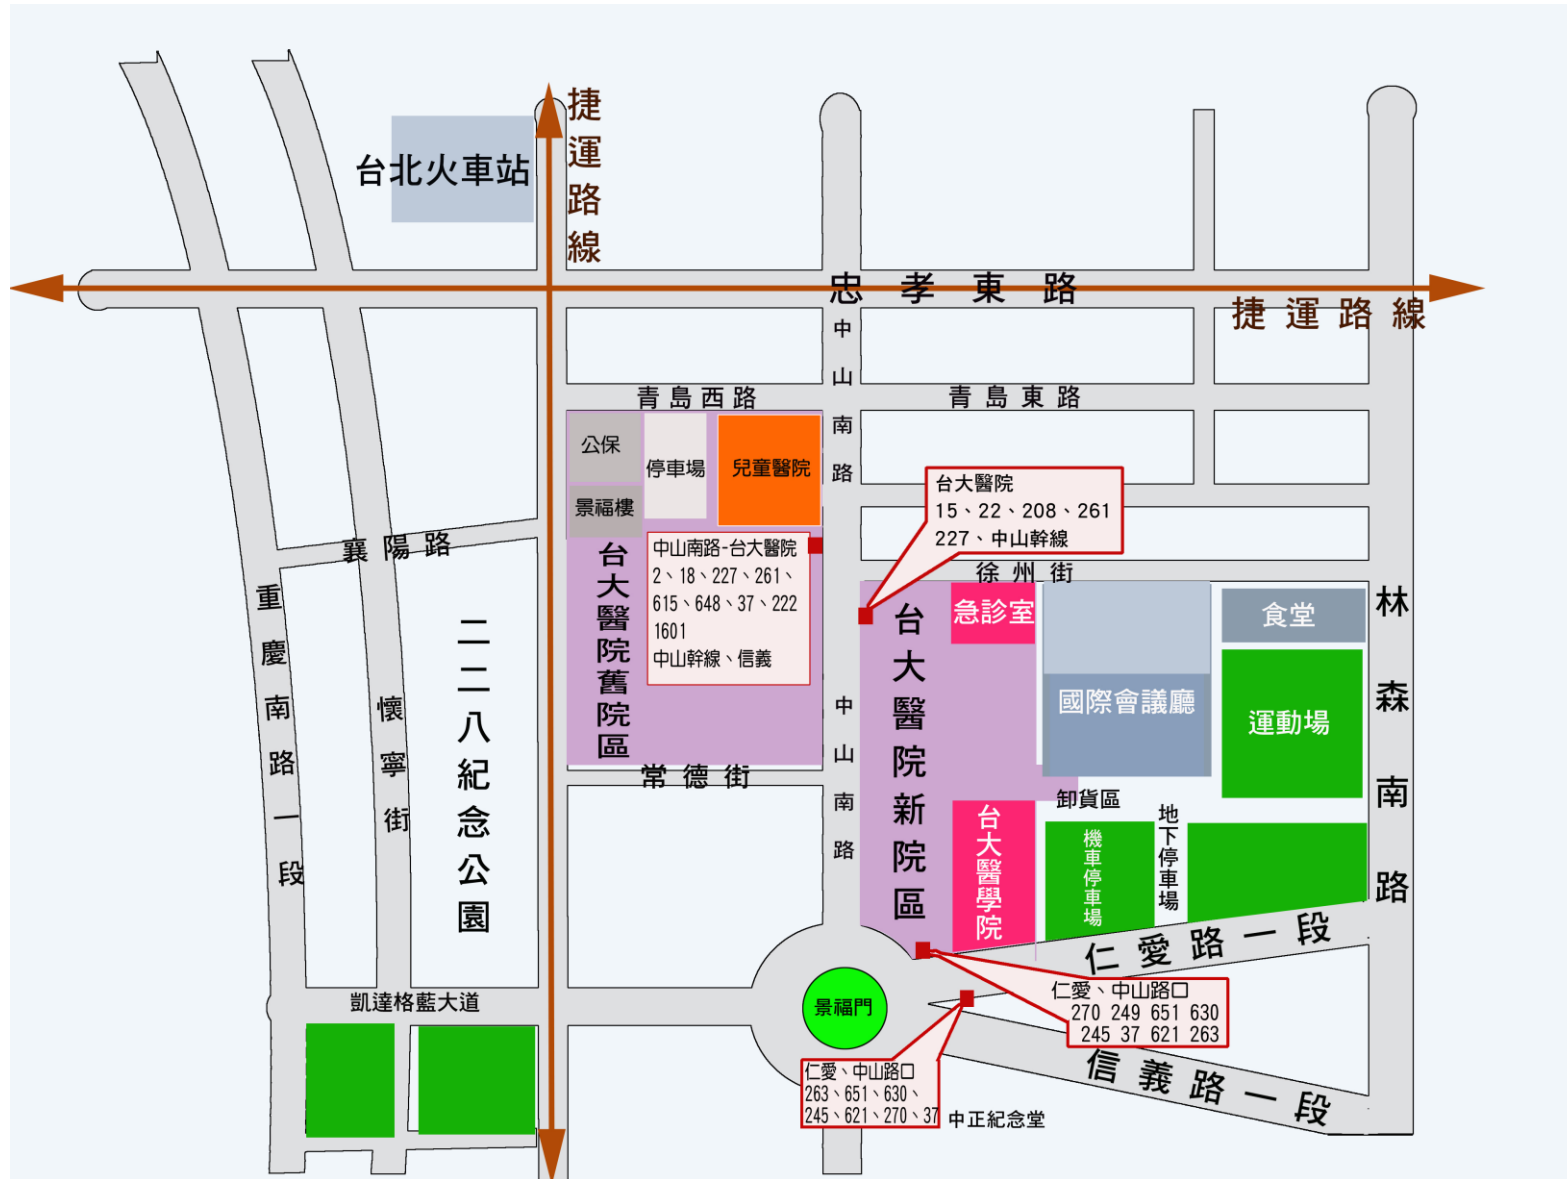 捷運路線
台北火車站
忠孝東路
捷運路線
中山南路
青島西路
青島東路
公保
停車場
兒童醫院
景福樓
台大醫院
15、22、208、261
227、中山幹線
襄陽路
中山南路-台大醫院
2、18、227、261、
615、648、37、222
1601
中山幹線、信義
台大醫院舊院區
徐州街
急診室
食堂
台大醫院新院區
林森南路
重慶南路一段
懷寧街
二二八紀念公園
國際會議廳
運動場
中山南路
常德街
卸貨區
台大醫學院
機車停車場
地下停車場
仁愛路一段
凱達格蘭大道
景福門
仁愛、中山路口
270 249 651 630
245 37 621 263
信義路一段
仁愛、中山路口
263、651、630、
245、621、270、37
中正紀念堂